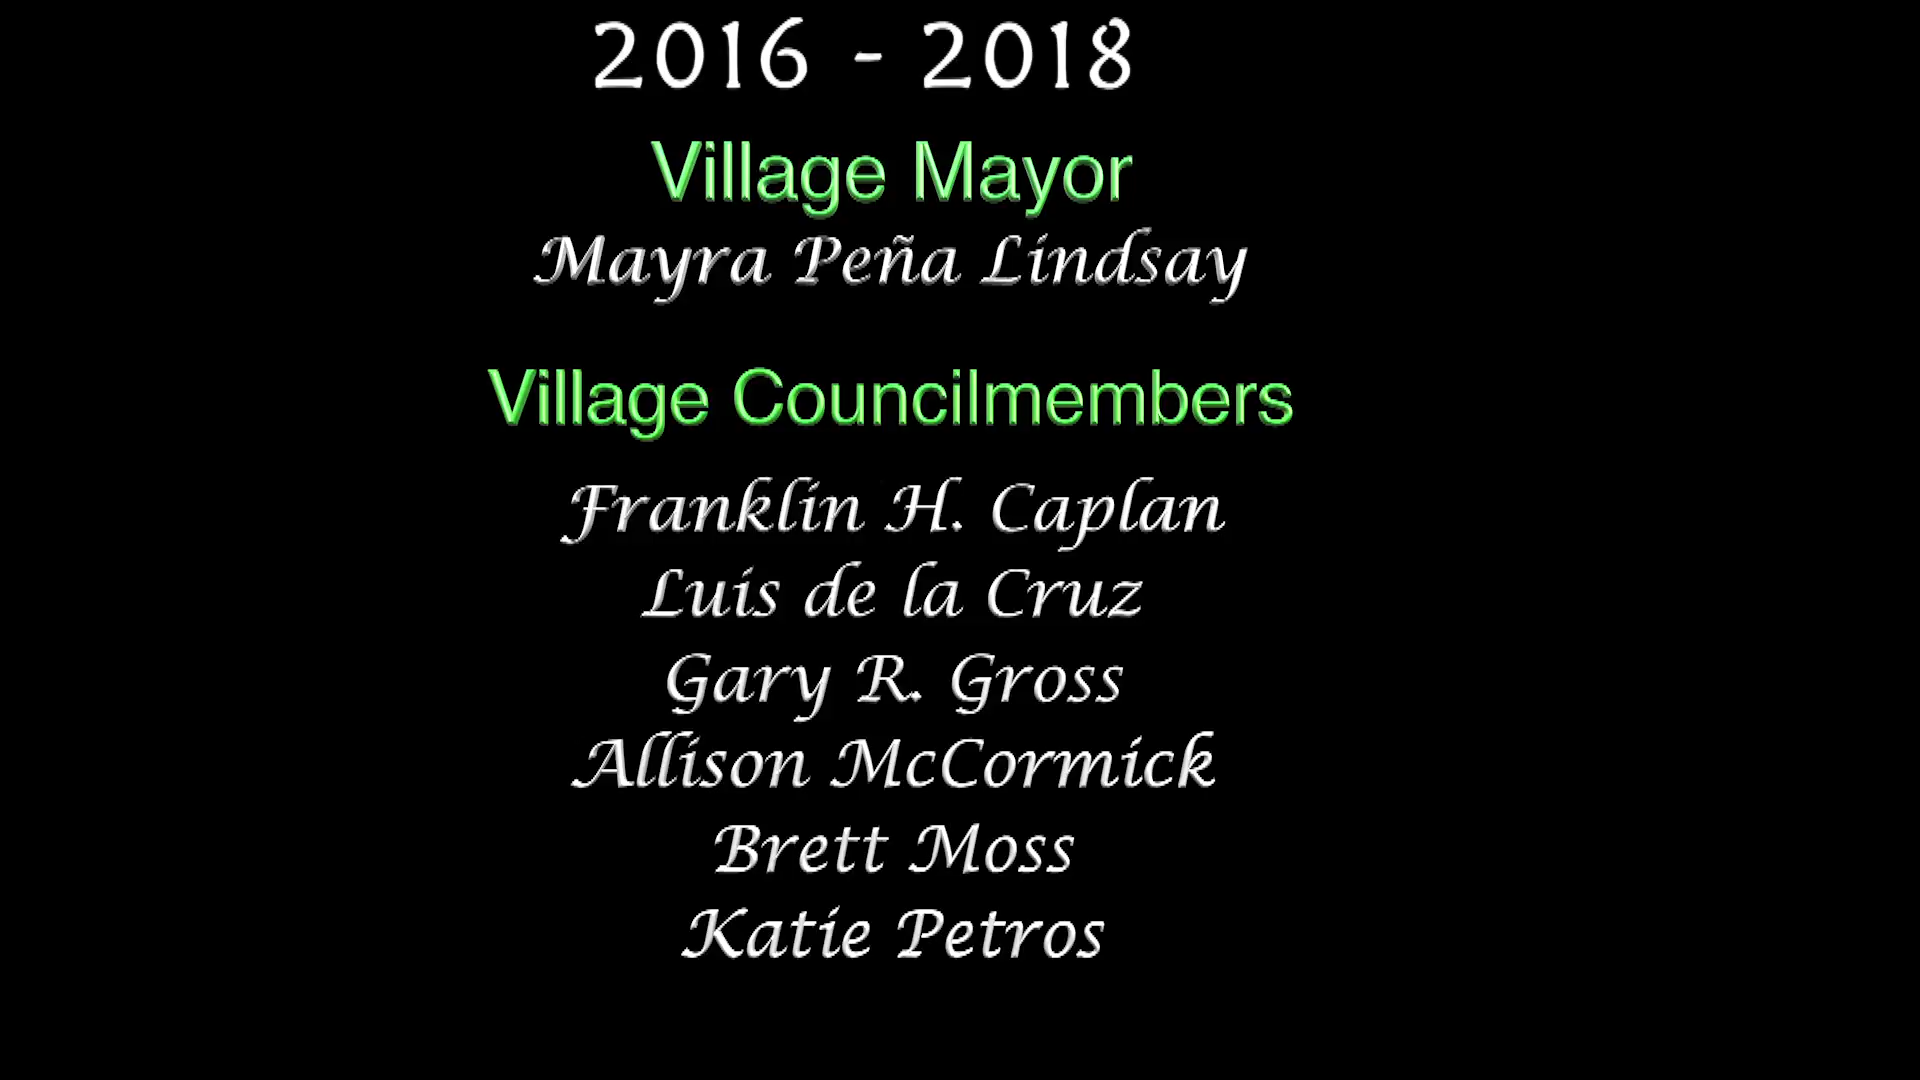 2016 - 2018
Village Mayor
Mayra Peña Lindsay
Village Councilmembers
Franklin H. Caplan
Luis de la Cruz
Gary R. Gross
Allison McCormick
Brett Moss
Katie Petros